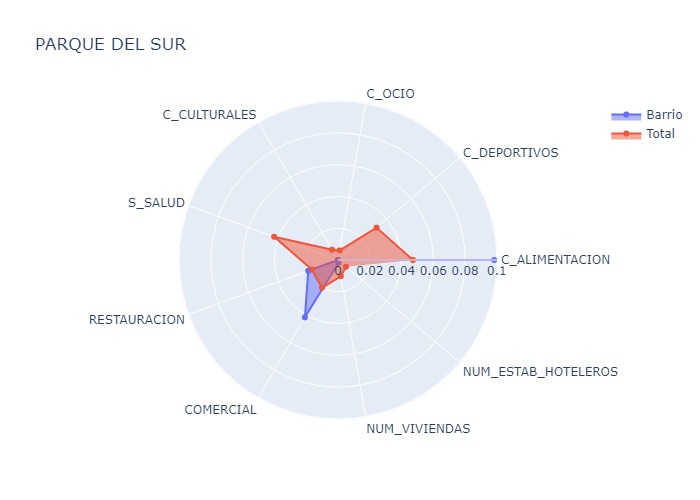 PARQUE DEL SUR
C_OCIO
C_CULTURALES
Barrio
Total
C_DEPORTIVOS
S_SALUD
C_ALIMENTACION
0 0.02 0.04 0.06 0.08 0.1
RESTAURACION
NUM_ESTAB_HOTELEROS
COMERCIAL
NUM_VIVIENDAS